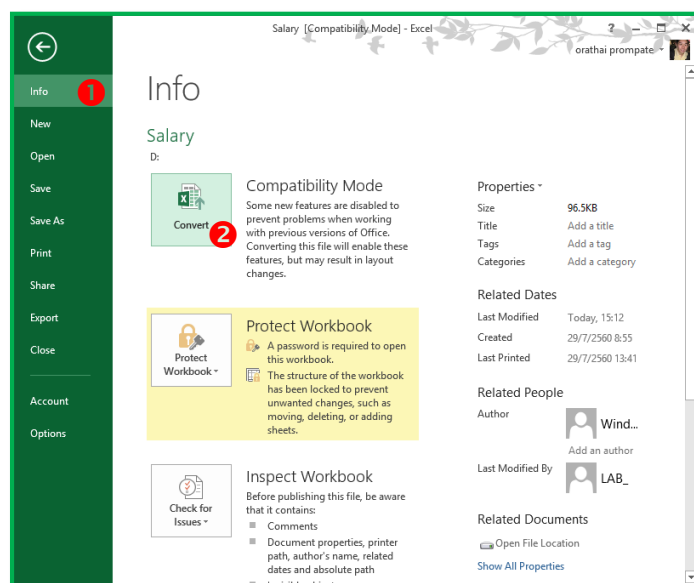 Salary [Compatibility Mode] - Excel
?
orathai prompate
Info
1
New
Open
Save
Save As
Print
Share
Export
Close
Account
Options
Info
Salary
D:
Convert
2
Compatibility Mode
Some new features are disabled to
prevent problems when working
with previous versions of Office.
Converting this file will enable these
features, but may result in layout
changes.
Protect
Workbook
Protect Workbook
A password is required to open
this workbook.
The structure of the workbook
has been locked to prevent
unwanted changes, such as
moving, deleting, or adding
sheets.
Check for
Issues
Inspect Workbook
Before publishing this file, be aware
that it contains:
Comments
Document properties, printer
path, author's name, related
dates and absolute path
Properties
Size 96.5KB
Title Add a title
Tags Add a tag
Categories Add a category
Related Dates
Last Modified Today, 15:12
Created 29/7/2560 8:55
Last Printed 29/7/2560 13:41
Related People
Author Wind...
Add an author
Last Modified By LAB_
Related Documents
Open File Location
Show All Properties